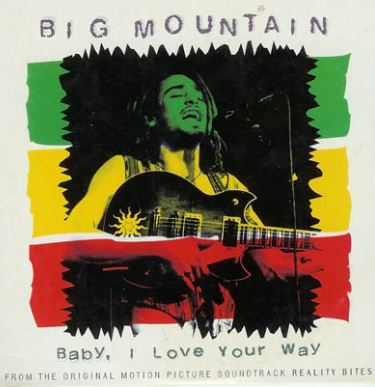 BIG MOUNTAIN
Baby, I Love Your Way
FROM THE ORIGINAL MOTION PICTURE SOUNDTRACK REALITY BITES